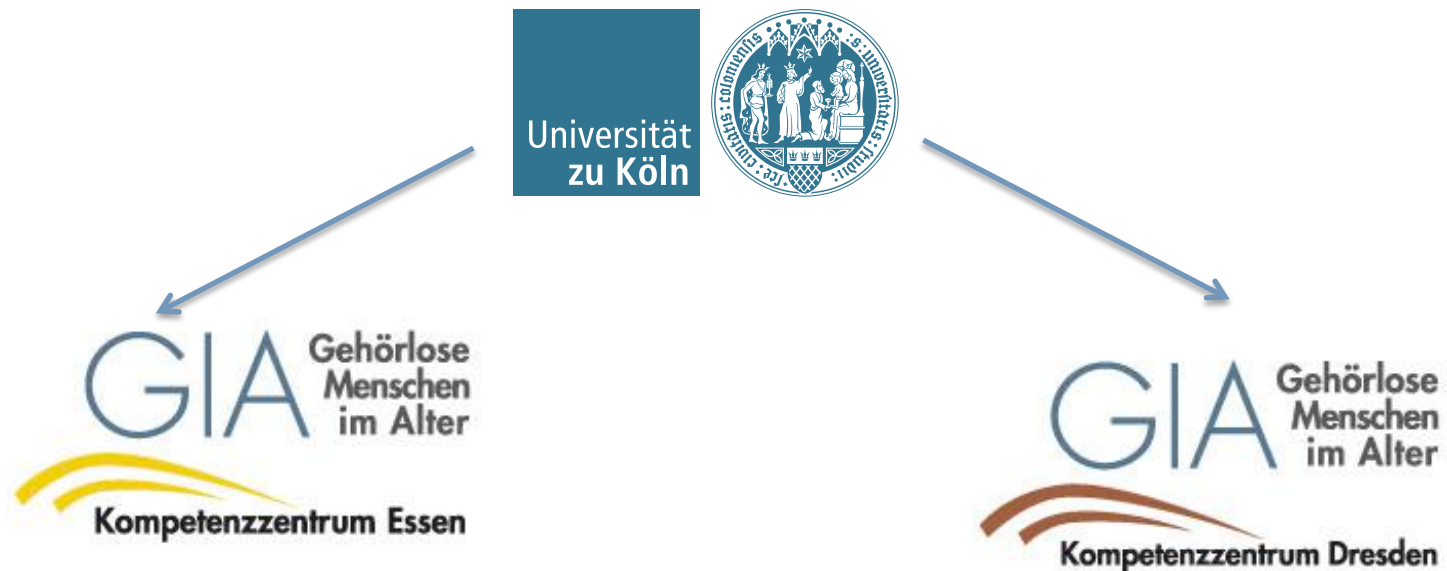 Universität
zu Köln
GIA
Gehörlose
Menschen
im Alter
Kompetenzzentrum Essen
GIA
Gehörlose
Menschen
im Alter
Kompetenzzentrum Dresden